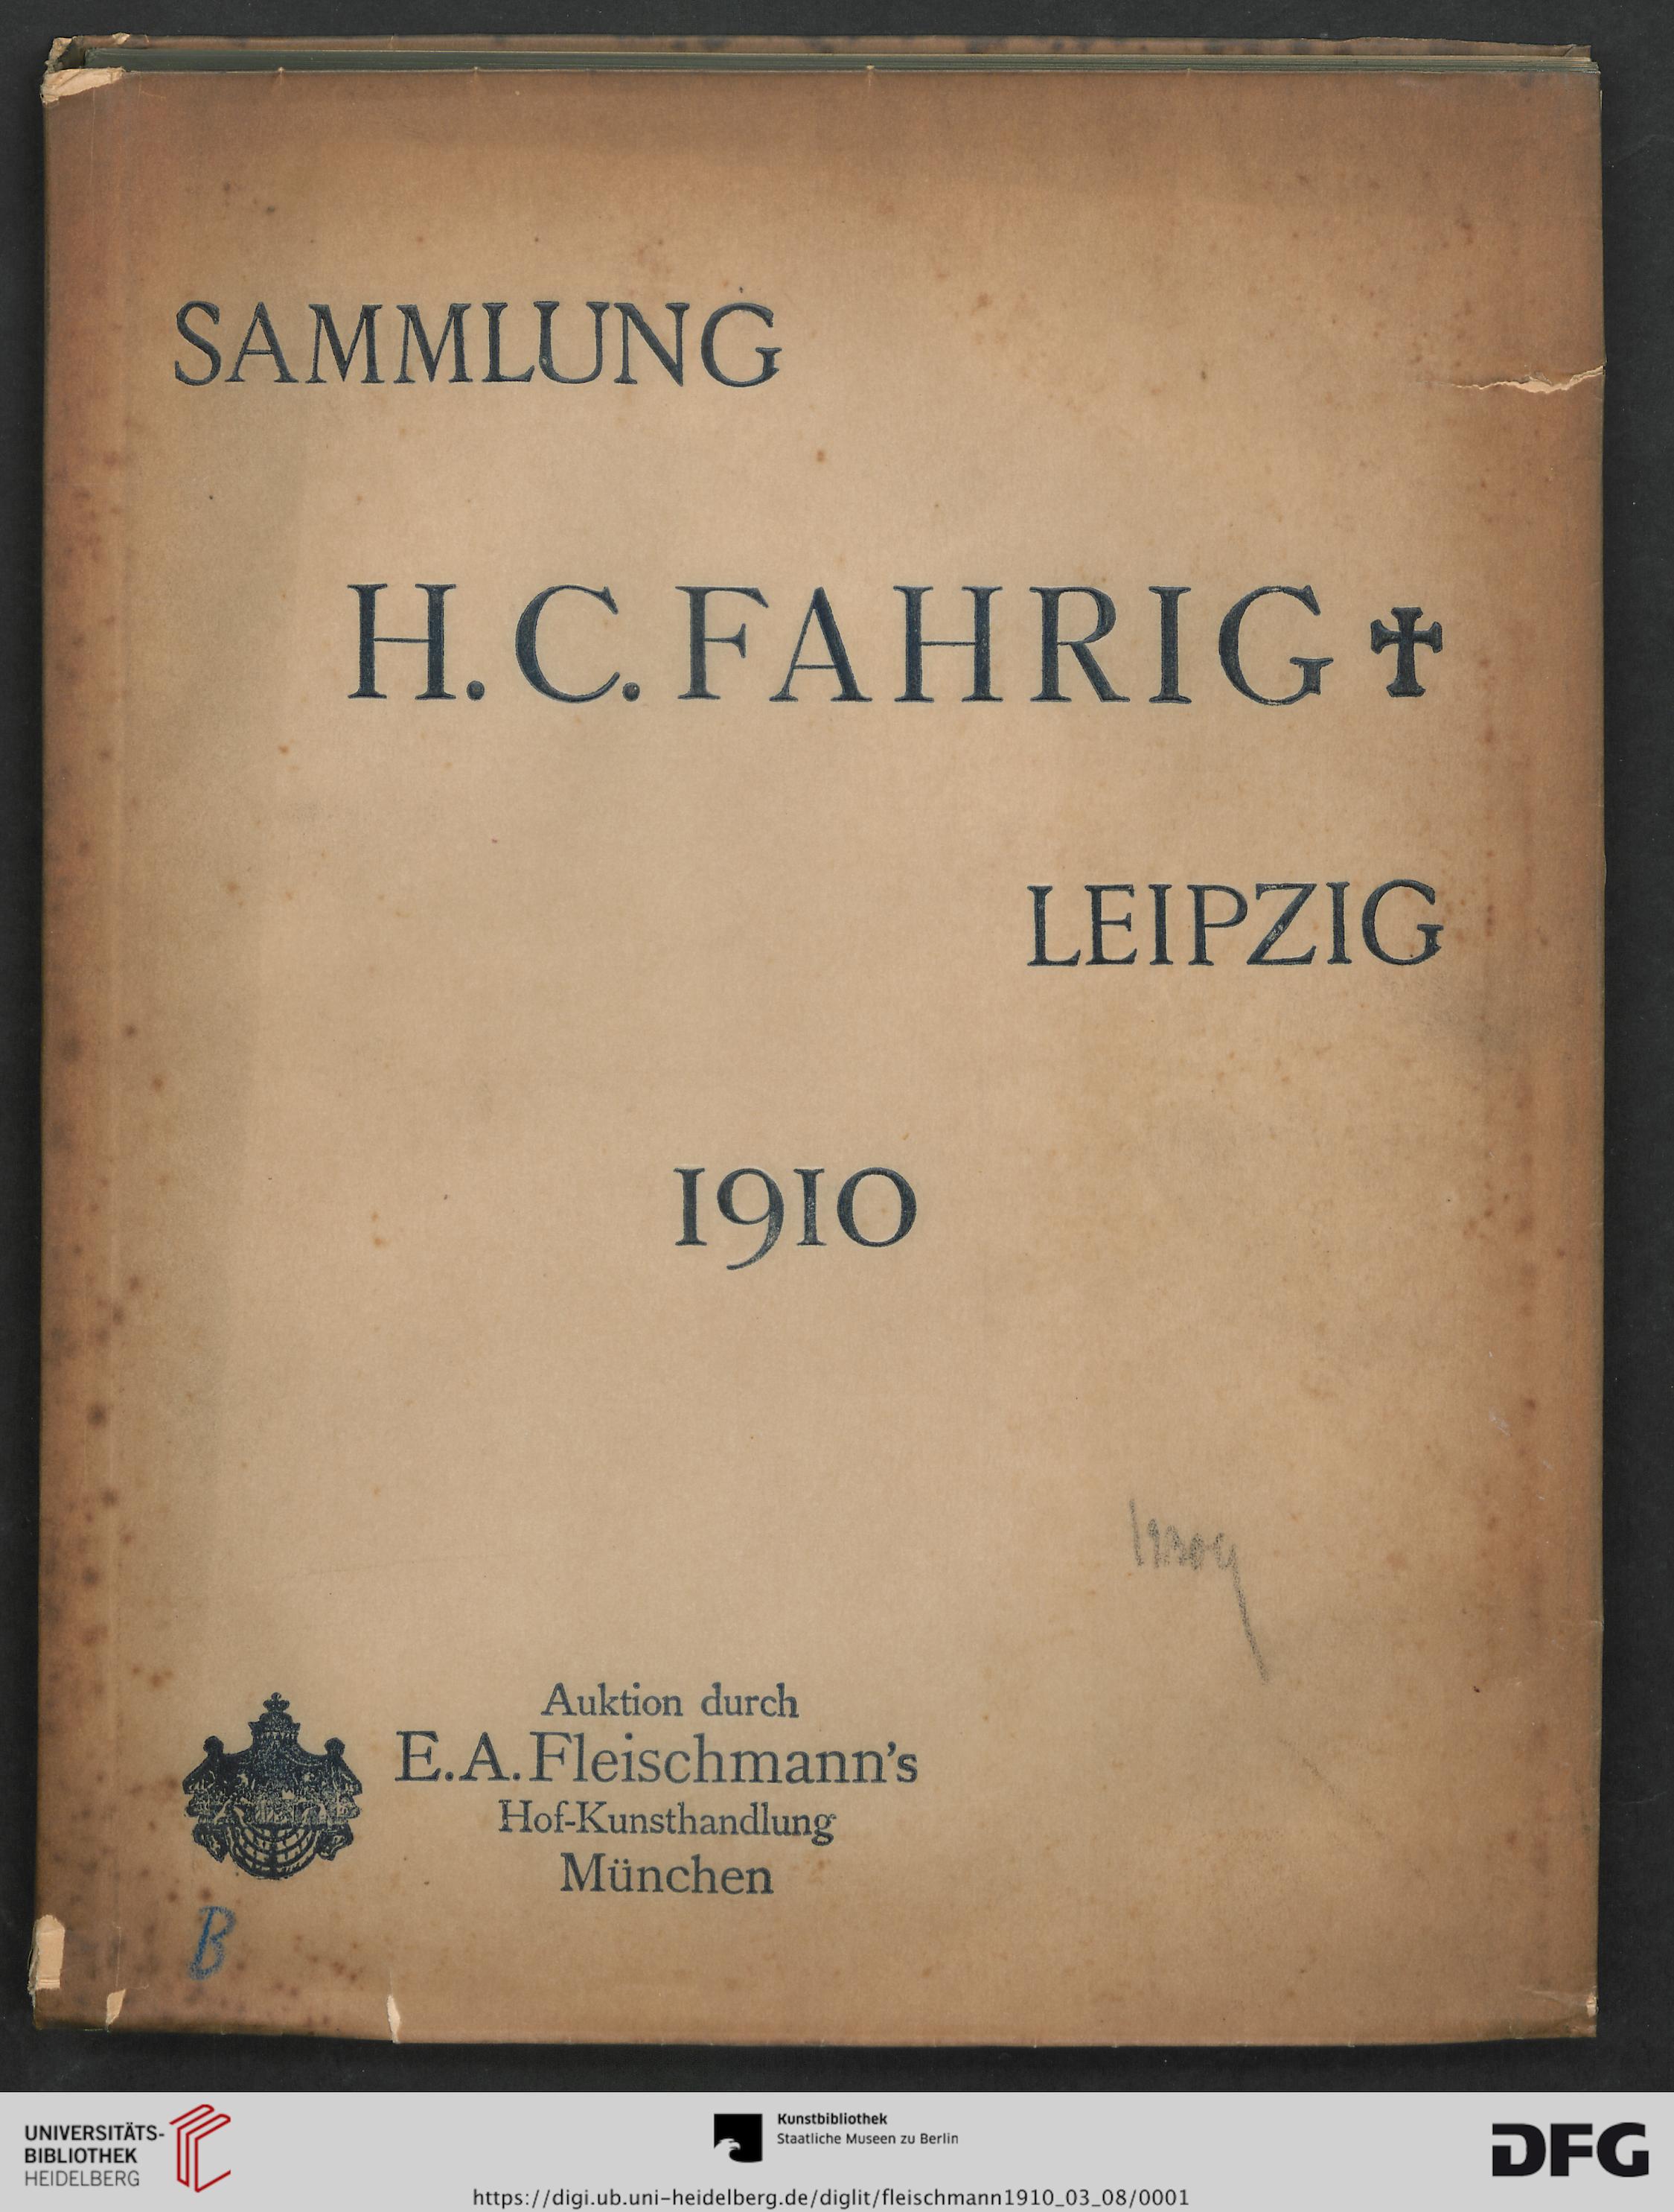 SAMMLUNG
H. C. FAHRIG ✝
LEIPZIG
1910
Auktion durch
E. A. Fleischmann's
Hof-Kunsthandlung
München
B
UNIVERSITÄTS-
BIBLIOTHEK
HEIDELBERG
Kunstbibliothek
Staatliche Museen zu Berlin
DFG
https://digi.ub.uni-heidelberg.de/diglit/fleischmann1910_03_08/0001